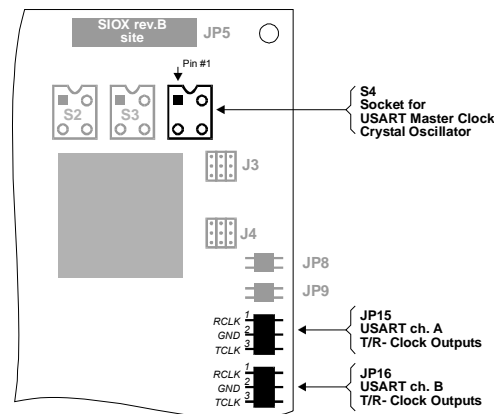 SIOX rev.B
site
JP5
Pin #1
S2
S3
S4
Socket for
USART Master Clock
Crystal Oscillator
J3
J4
JP8
JP9
RCLK 1
GND 2
TCLK 3
JP15
USART ch. A
T/R- Clock Outputs
RCLK 1
GND 2
TCLK 3
JP16
USART ch. B
T/R- Clock Outputs